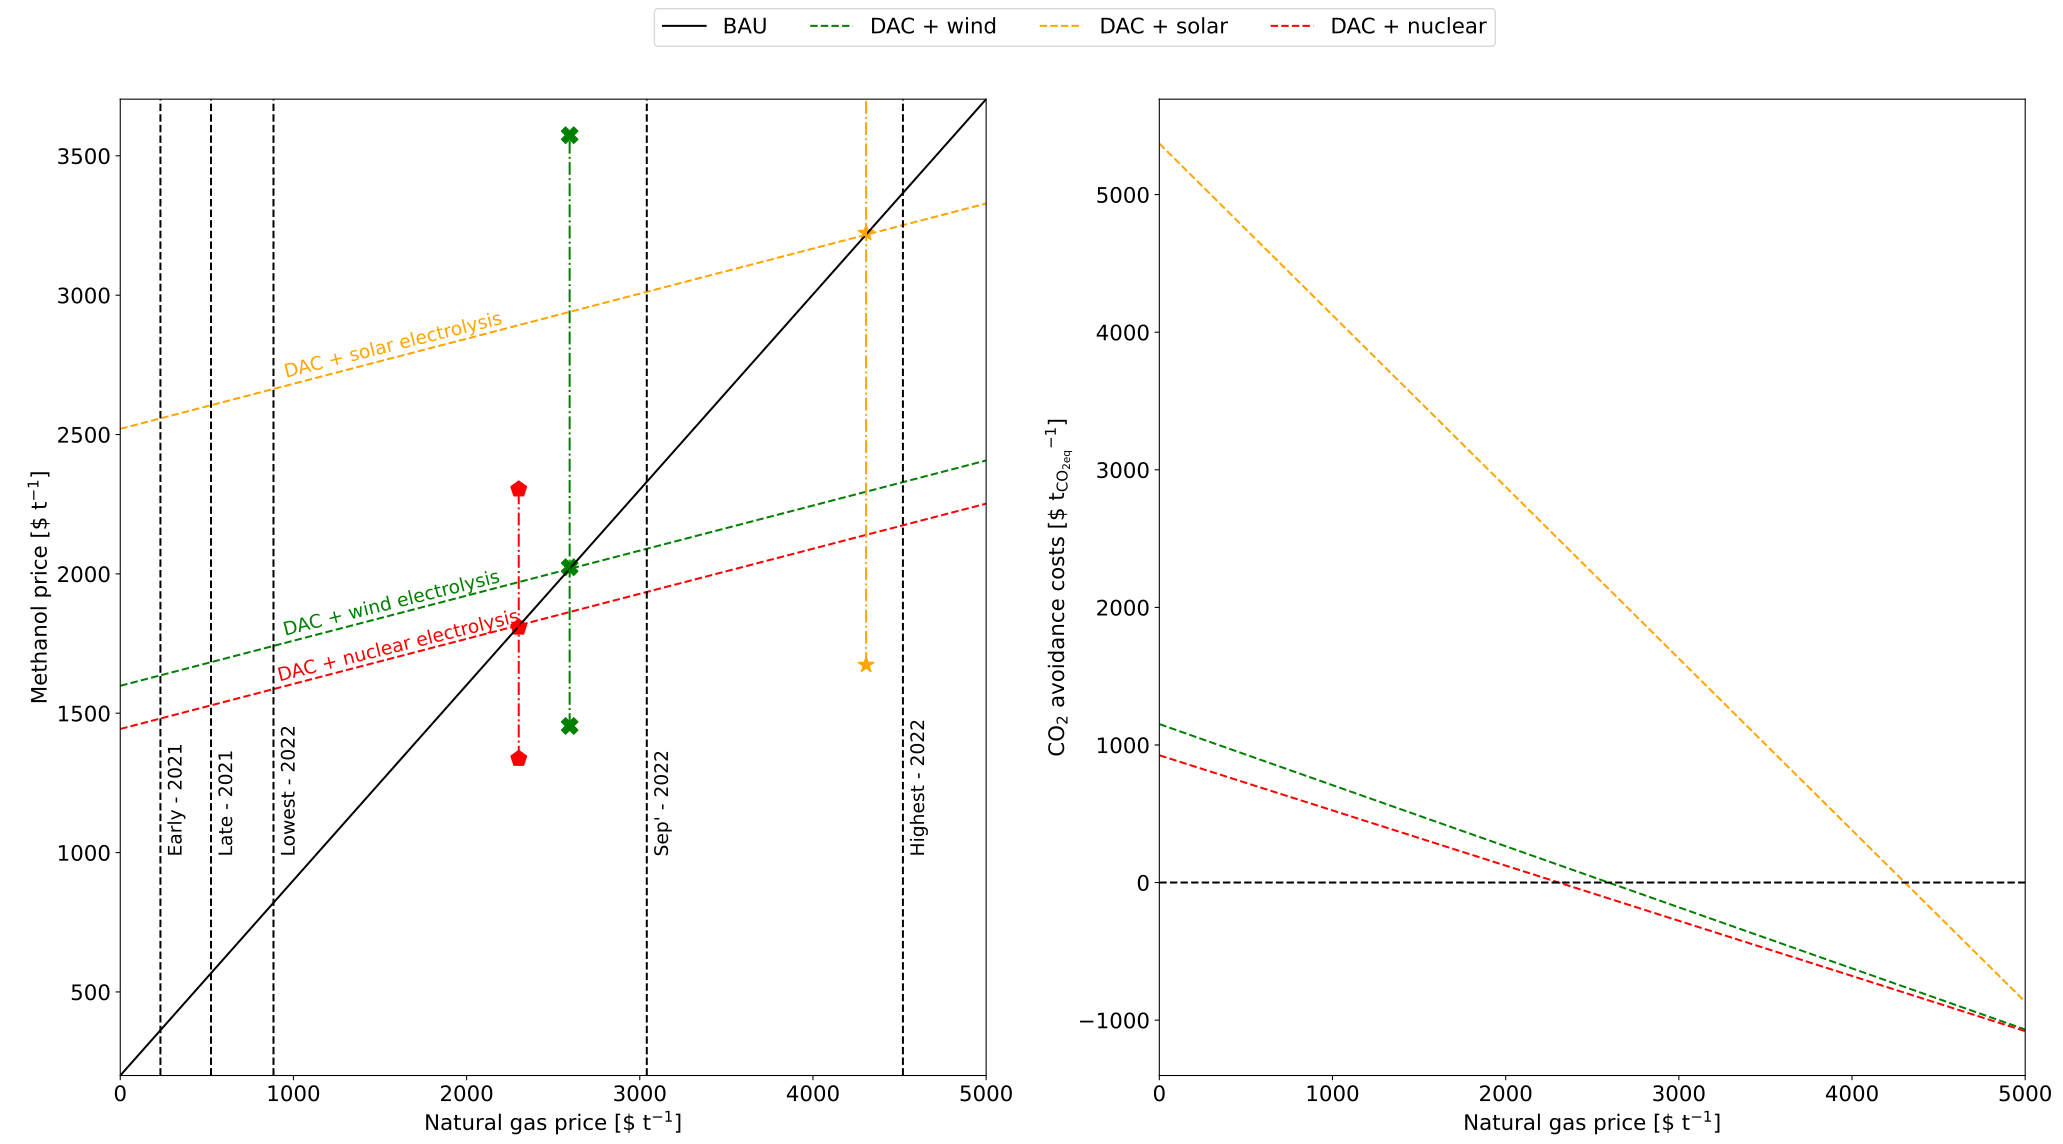 BAU DAC + wind DAC + solar DAC + nuclear
Methanol price [$ t⁻¹]
3500
3000
2500
2000
1500
1000
500
DAC + solar electrolysis
DAC + wind electrolysis
DAC + nuclear electrolysis
Early - 2021
Late - 2021
Lowest - 2022
Sep' - 2022
Highest - 2022
0 1000 2000 3000 4000 5000
Natural gas price [$ t⁻¹]
CO₂ avoidance costs [$ t_CO₂eq⁻¹]
5000
4000
3000
2000
1000
0
−1000
0 1000 2000 3000 4000 5000
Natural gas price [$ t⁻¹]